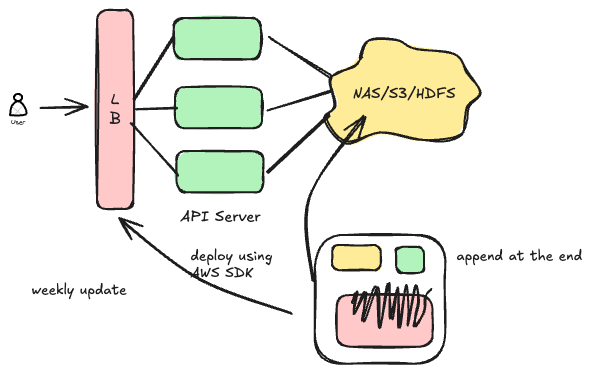 User
L
B
NAS/S3/HDFS
API Server
deploy using
AWS SDK
weekly update
append at the end